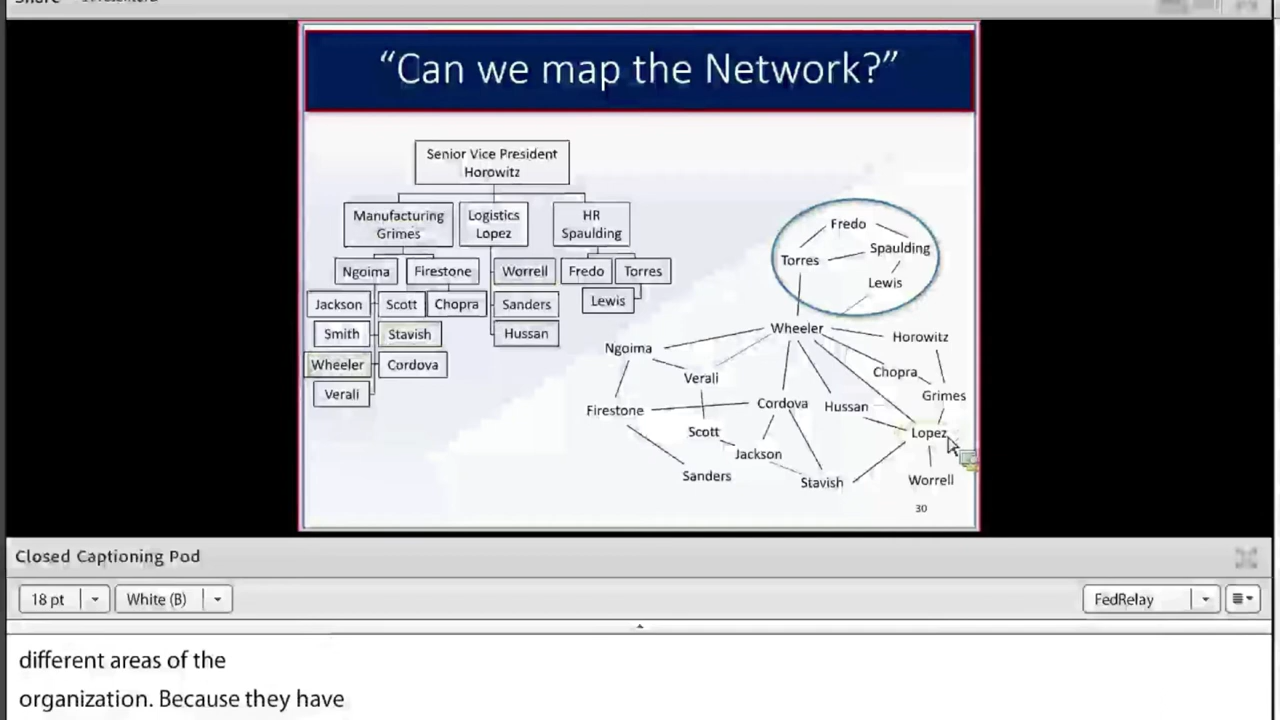 “Can we map the Network?”
Senior Vice President
Horowitz
Manufacturing
Grimes
Logistics
Lopez
HR
Spaulding
Ngoima
Firestone
Worrell
Fredo
Torres
Jackson
Scott
Chopra
Sanders
Lewis
Smith
Stavish
Hussan
Wheeler
Cordova
Verali
Fredo
Torres
Spaulding
Lewis
Wheeler
Horowitz
Ngoima
Verali
Chopra
Grimes
Firestone
Cordova
Hussan
Scott
Lopez
Jackson
Sanders
Stavish
Worrell
30
Closed Captioning Pod
18 pt
White (B)
FedRelay
different areas of the
organization. Because they have